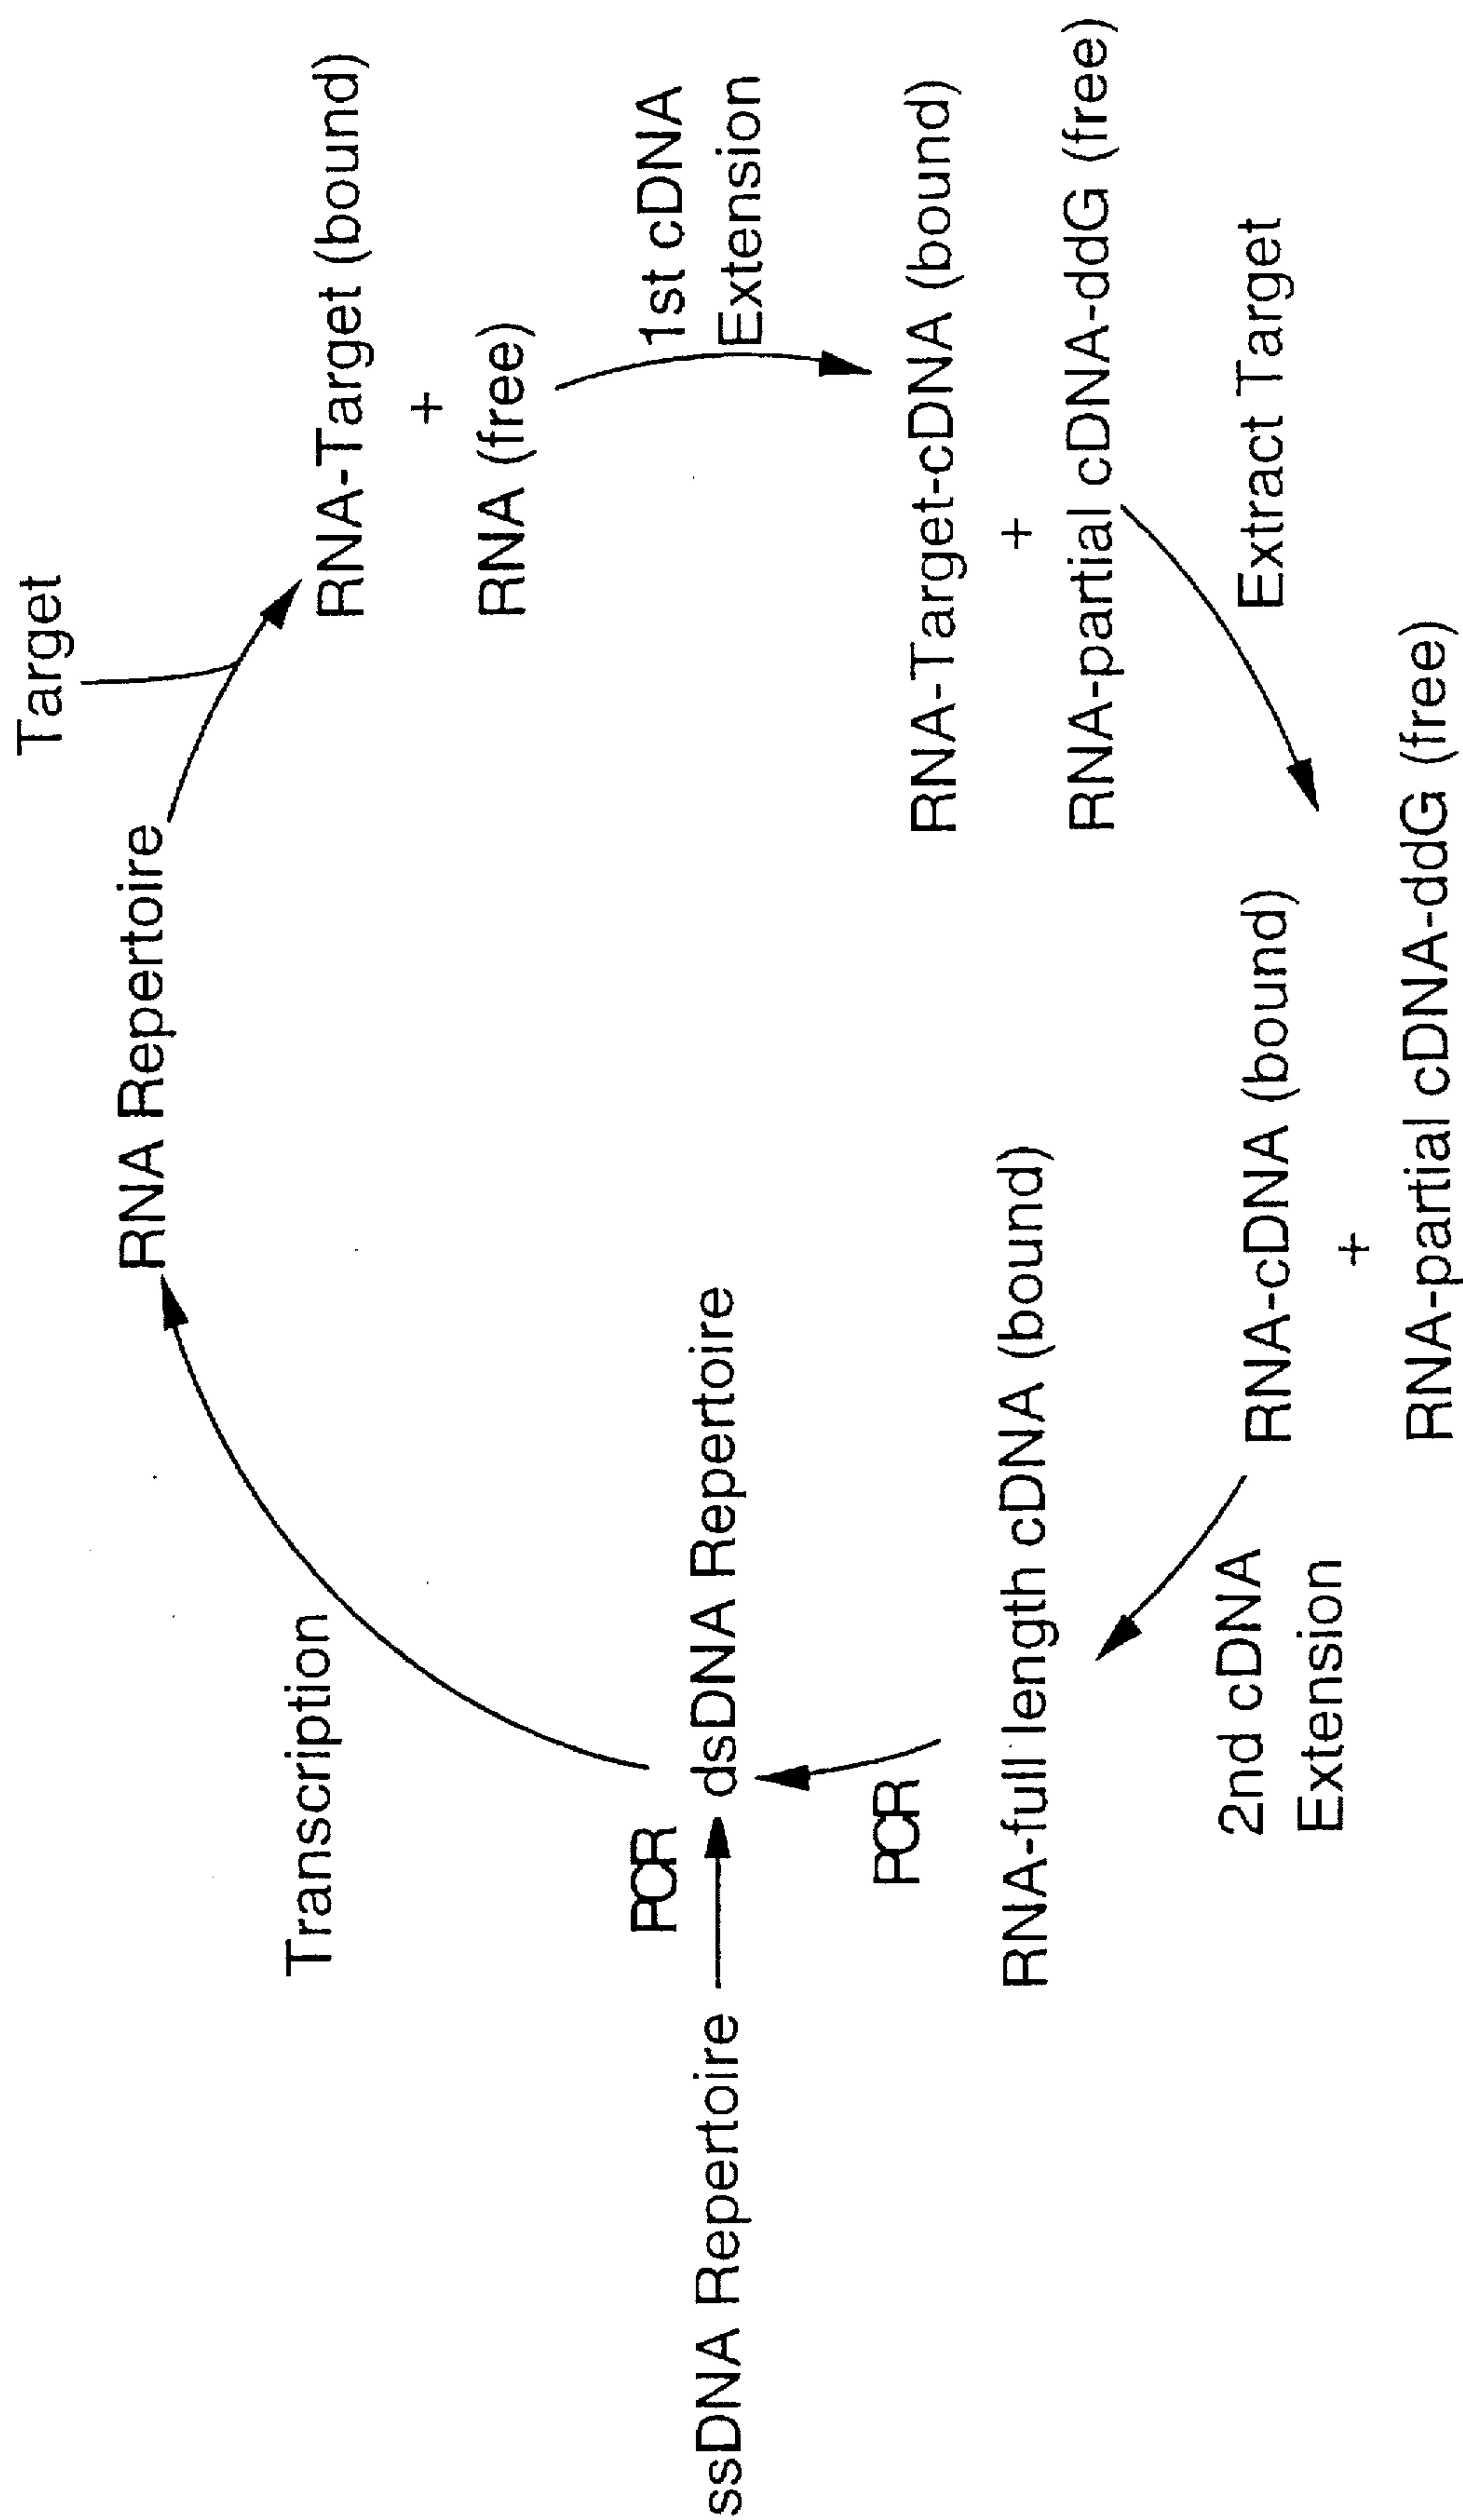 Target
RNA Repertoire
RNA-Target (bound)
+
RNA (free)
Transcription
1st cDNA
Extension
PCR
ssDNA Repertoire
dsDNA Repertoire
PCR
RNA-Target-cDNA (bound)
+
RNA-partial cDNA-ddG (free)
RNA-full length cDNA (bound)
Extract Target
2nd cDNA
Extension
RNA-cDNA (bound)
+
RNA-partial cDNA-ddG (free)